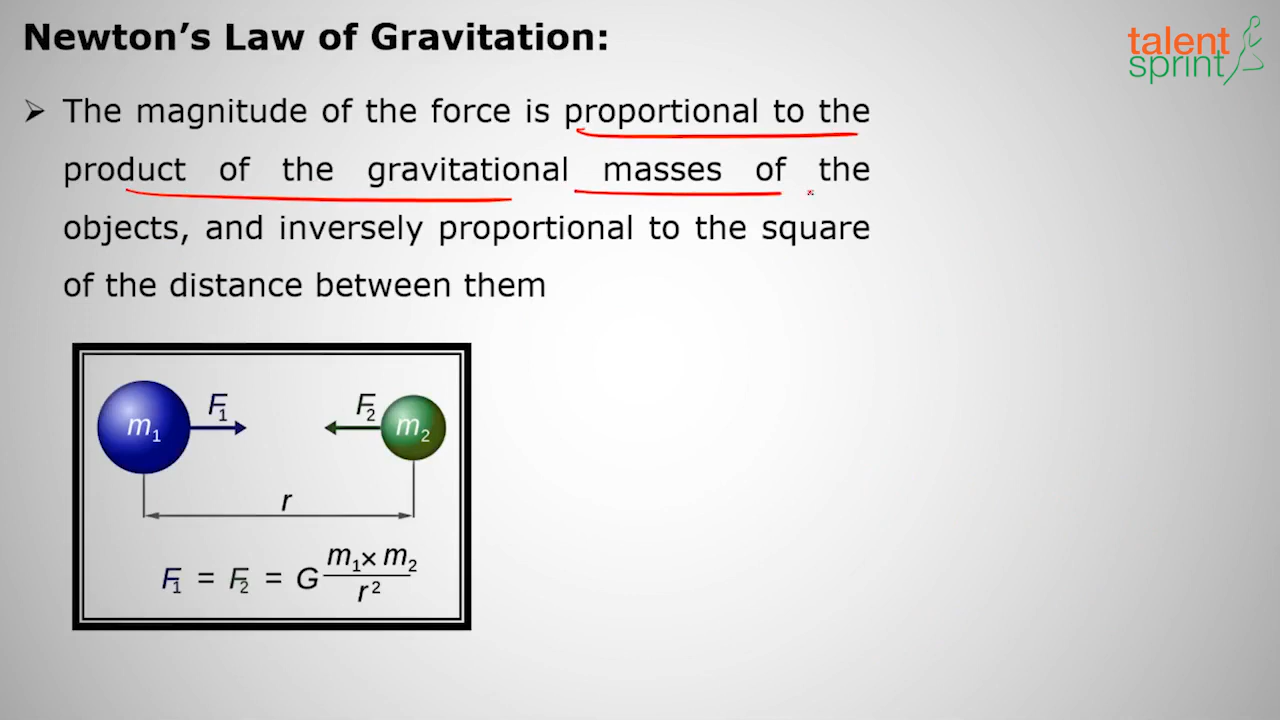 Newton’s Law of Gravitation:
talent
sprint
➢ The magnitude of the force is proportional to the
product of the gravitational masses of the
objects, and inversely proportional to the square
of the distance between them
F₁ F₂
m₁ m₂
r
F₁ = F₂ = G m₁× m₂ / r²